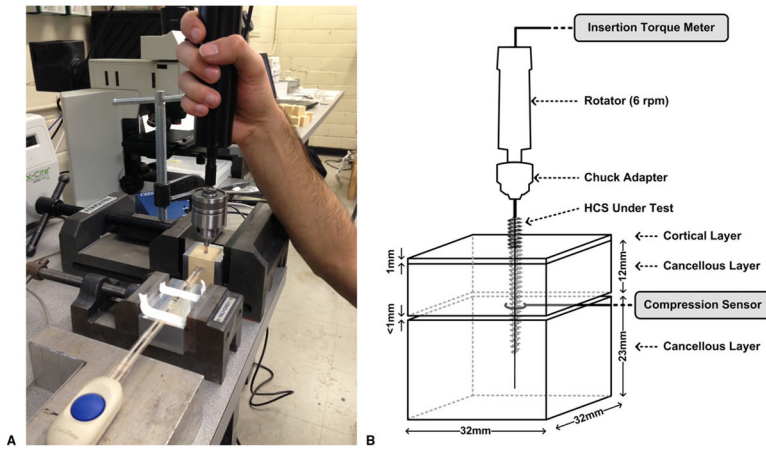 X-Cite
A
B
Insertion Torque Meter
Rotator (6 rpm)
Chuck Adapter
HCS Under Test
Cortical Layer
1mm
12mm
Cancellous Layer
Compression Sensor
<1mm
23mm
Cancellous Layer
32mm
32mm